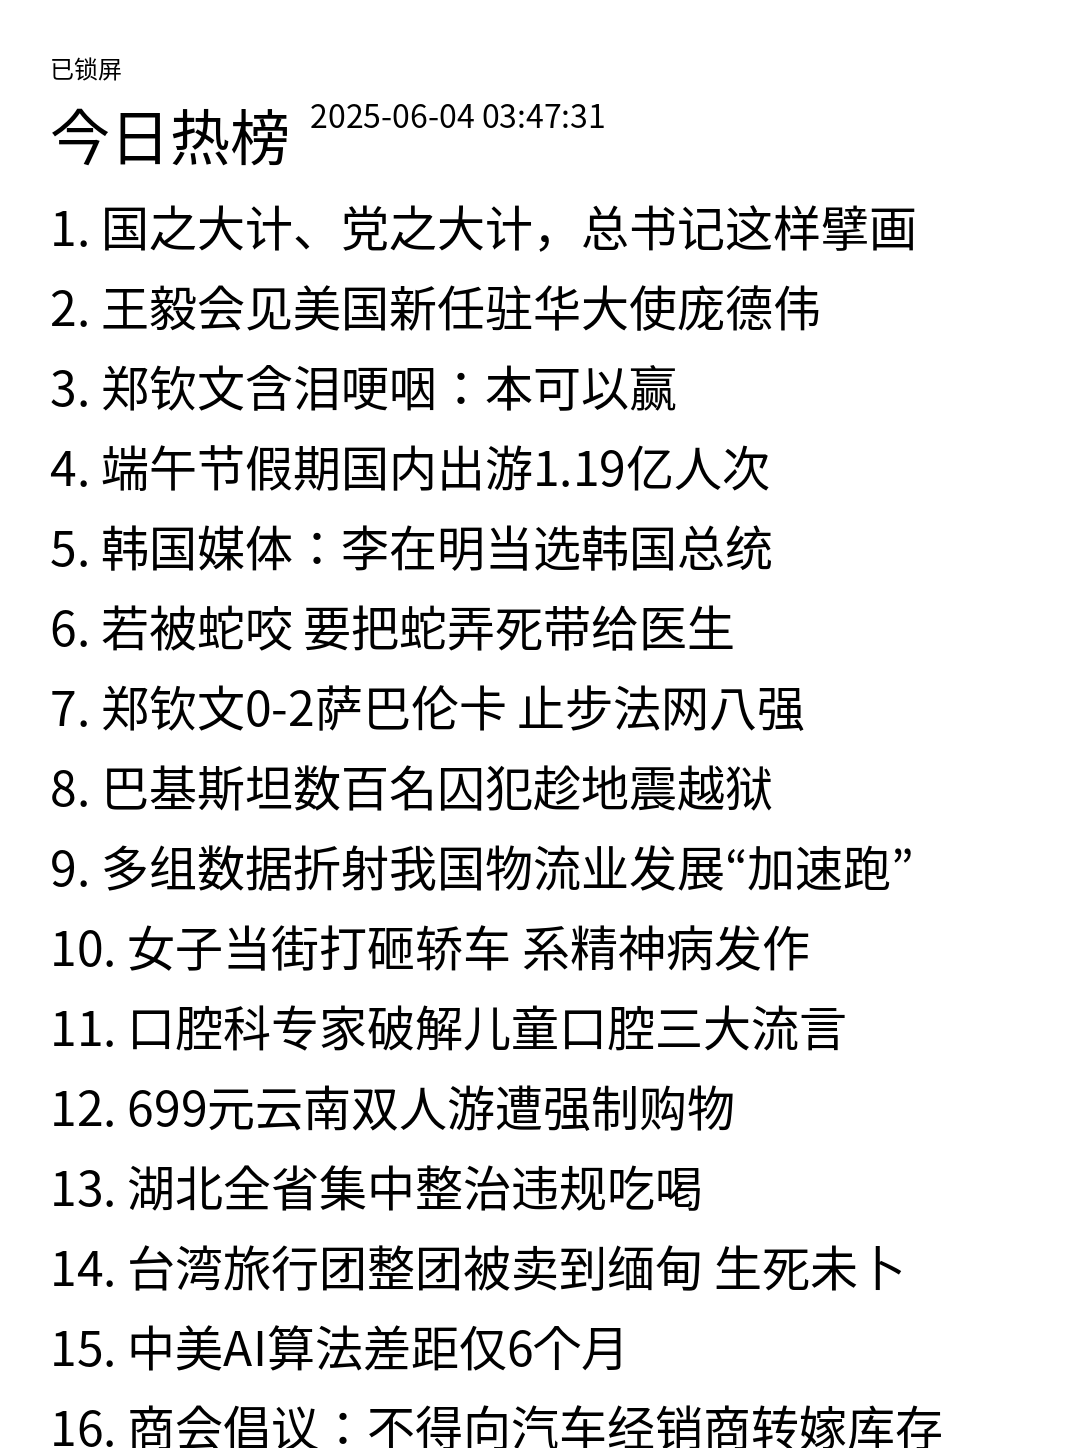 已锁屏
今日热榜 2025-06-04 03:47:31
1. 国之大计、党之大计，总书记这样擘画
2. 王毅会见美国新任驻华大使庞德伟
3. 郑钦文含泪哽咽：本可以赢
4. 端午节假期国内出游1.19亿人次
5. 韩国媒体：李在明当选韩国总统
6. 若被蛇咬 要把蛇弄死带给医生
7. 郑钦文0-2萨巴伦卡 止步法网八强
8. 巴基斯坦数百名囚犯趁地震越狱
9. 多组数据折射我国物流业发展“加速跑”
10. 女子当街打砸轿车 系精神病发作
11. 口腔科专家破解儿童口腔三大流言
12. 699元云南双人游遭强制购物
13. 湖北全省集中整治违规吃喝
14. 台湾旅行团整团被卖到缅甸 生死未卜
15. 中美AI算法差距仅6个月
16. 商会倡议：不得向汽车经销商转嫁库存